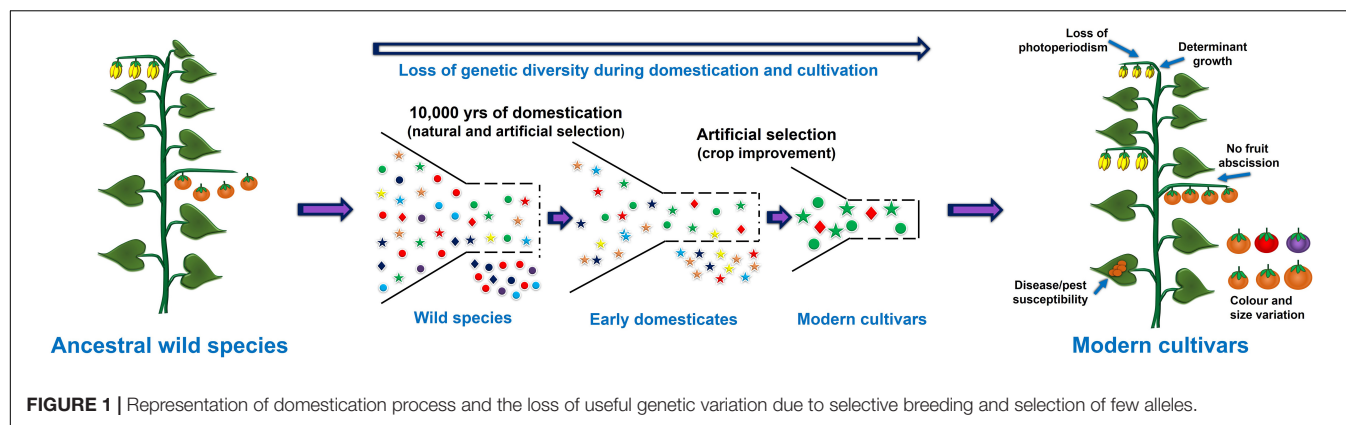 Loss of genetic diversity during domestication and cultivation
10,000 yrs of domestication
(natural and artificial selection)
Artificial selection
(crop improvement)
Wild species
Early domesticates
Modern cultivars
Ancestral wild species
Loss of
photoperiodism
Determinant
growth
No fruit
abscission
Disease/pest
susceptibility
Colour and
size variation
Modern cultivars
FIGURE 1 | Representation of domestication process and the loss of useful genetic variation due to selective breeding and selection of few alleles.